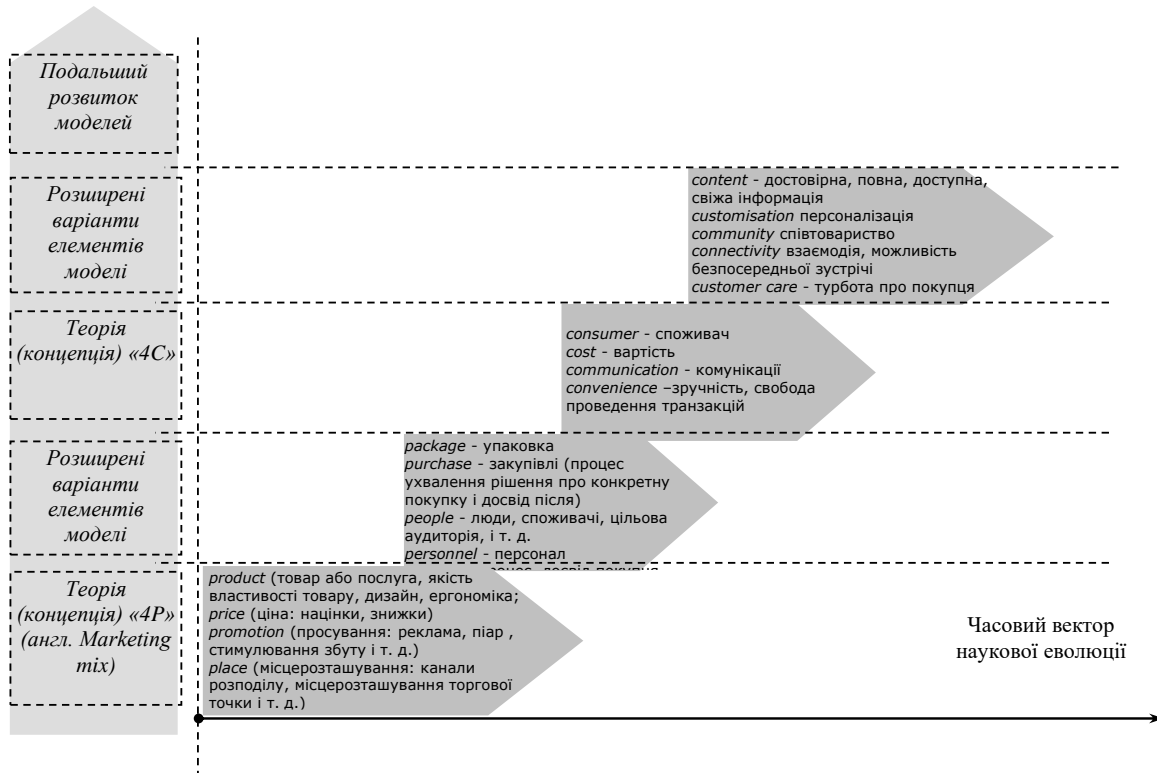 Подальший
розвиток
моделей
Розширені
варіанти
елементів
моделі
content - достовірна, повна, доступна,
свіжа інформація
customisation персоналізація
community співтовариство
connectivity взаємодія, можливість
безпосередньої зустрічі
customer care - турбота про покупця
Теорія
(концепція) «4С»
consumer - споживач
cost - вартість
communication - комунікації
convenience –зручність, свобода
проведення транзакцій
Розширені
варіанти
елементів
моделі
package - упаковка
purchase - закупівлі (процес
ухвалення рішення про конкретну
покупку і досвід після)
people - люди, споживачі, цільова
аудиторія, і т. д.
personnel - персонал
досвід покупця
Теорія
(концепція) «4Р»
(англ. Marketing
mix)
product (товар або послуга, якість
властивості товару, дизайн, ергономіка;
price (ціна: націнки, знижки)
promotion (просування: реклама, піар ,
стимулювання збуту і т. д.)
place (місцерозташування: канали
розподілу, місцерозташування торгової
точки і т. д.)
Часовий вектор
наукової еволюції